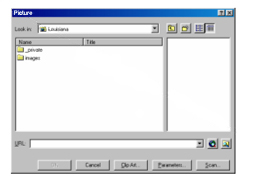 Picture
Look in: Louisiana
Name Title
_private
images
URL:
Cancel Clip Art... Parameters... Scan...